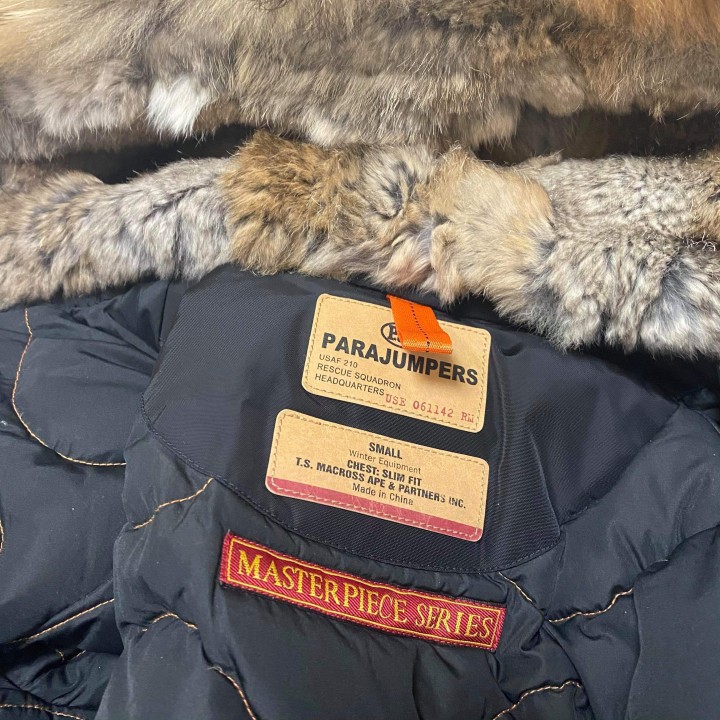 PARAJUMPERS
USAF 210
RESCUE SQUADRON
HEADQUARTERS
USE 061142 RW
SMALL
Winter Equipment
CHEST: SLIM FIT
T.S. MACROSS APE & PARTNERS INC.
Made in China
MASTERPIECE SERIES